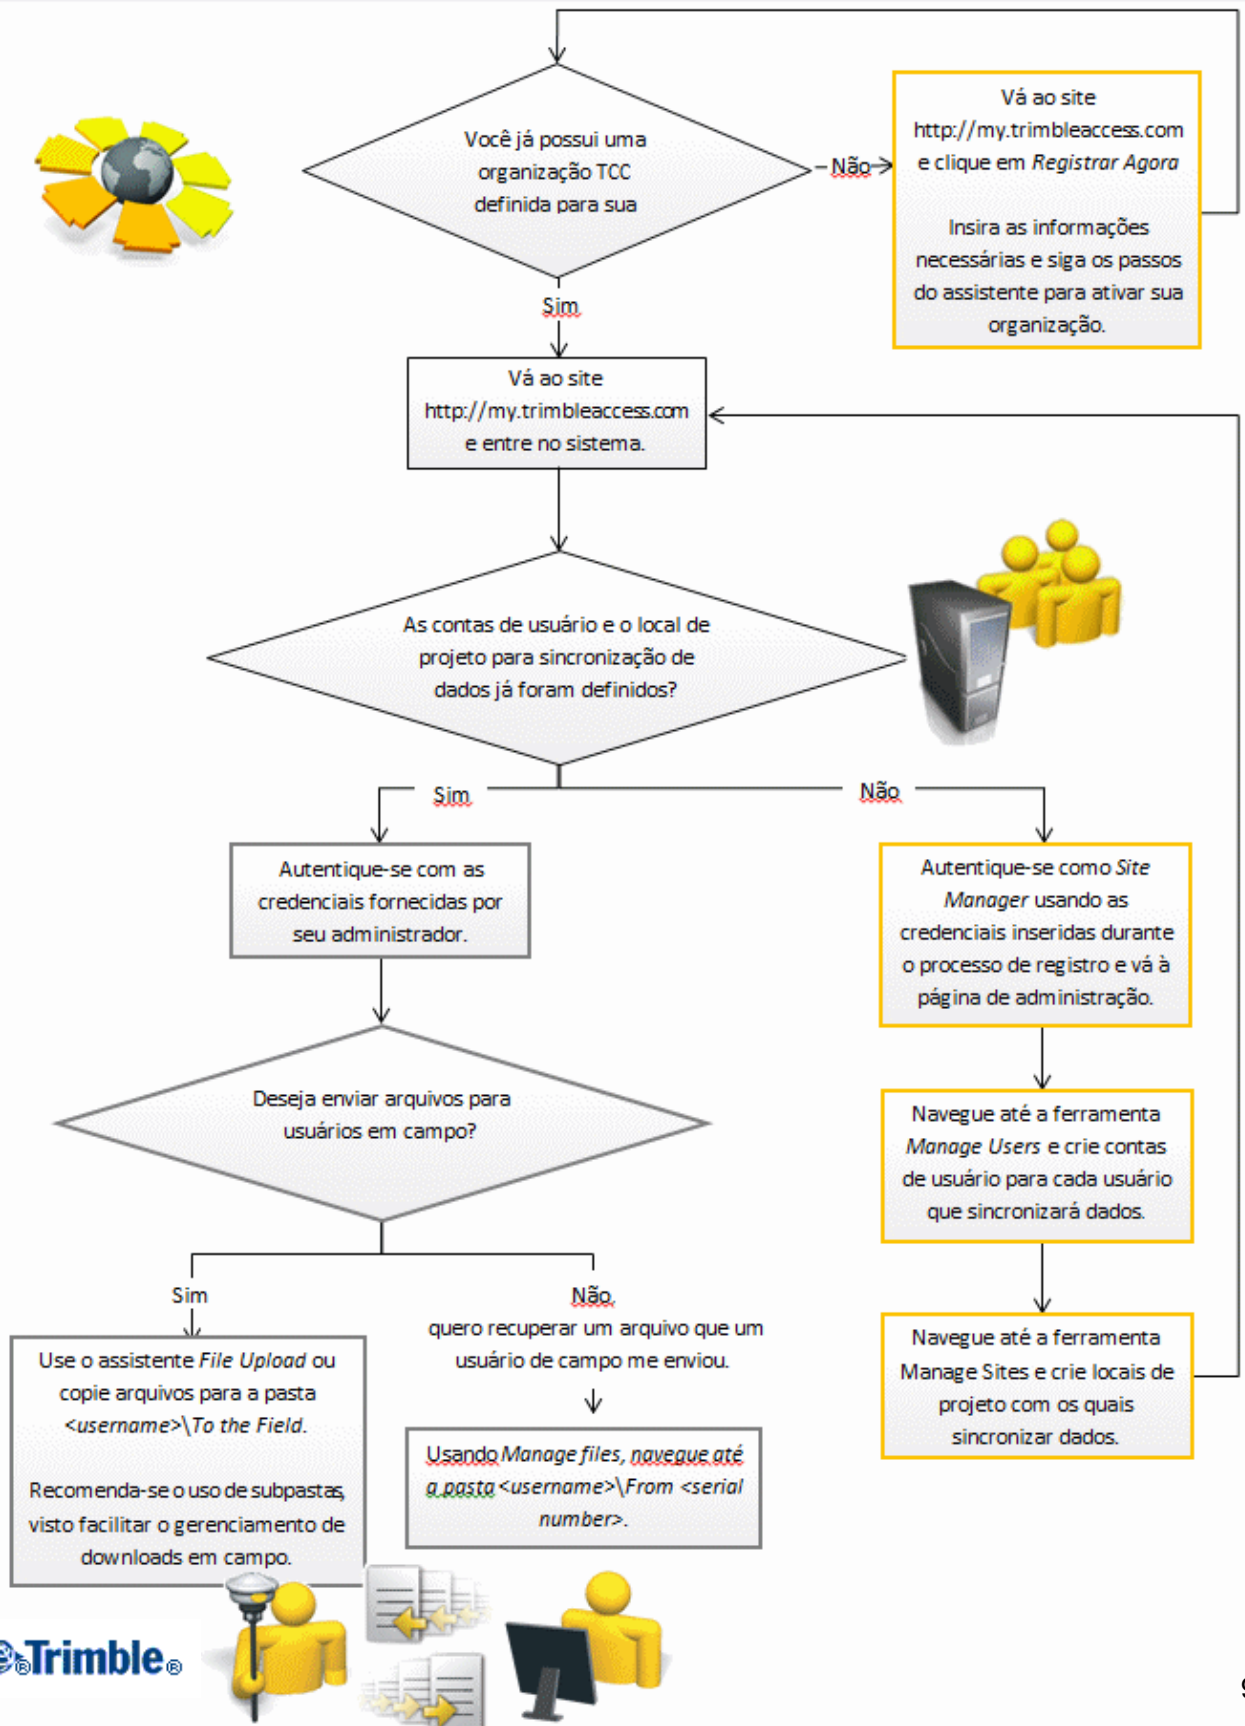 Você já possui uma
organização TCC
definida para sua
Não
Vá ao site
http://my.trimbleaccess.com
e clique em Registrar Agora
Insira as informações
necessárias e siga os passos
do assistente para ativar sua
organização.
Sim
Vá ao site
http://my.trimbleaccess.com
e entre no sistema.
As contas de usuário e o local de
projeto para sincronização de
dados já foram definidos?
Sim
Não
Autentique-se com as
credenciais fornecidas por
seu administrador.
Autentique-se como Site
Manager usando as
credenciais inseridas durante
o processo de registro e vá à
página de administração.
Deseja enviar arquivos para
usuários em campo?
Navegue até a ferramenta
Manage Users e crie contas
de usuário para cada usuário
que sincronizará dados.
Sim
Não,
quero recuperar um arquivo que um
usuário de campo me enviou.
Navegue até a ferramenta
Manage Sites e crie locais de
projeto com os quais
sincronizar dados.
Use o assistente File Upload ou
copie arquivos para a pasta
<username>\To the Field.
Recomenda-se o uso de subpastas,
visto facilitar o gerenciamento de
downloads em campo.
Usando Manage files, navegue até
a pasta <username>\From <serial
number>.
Trimble®